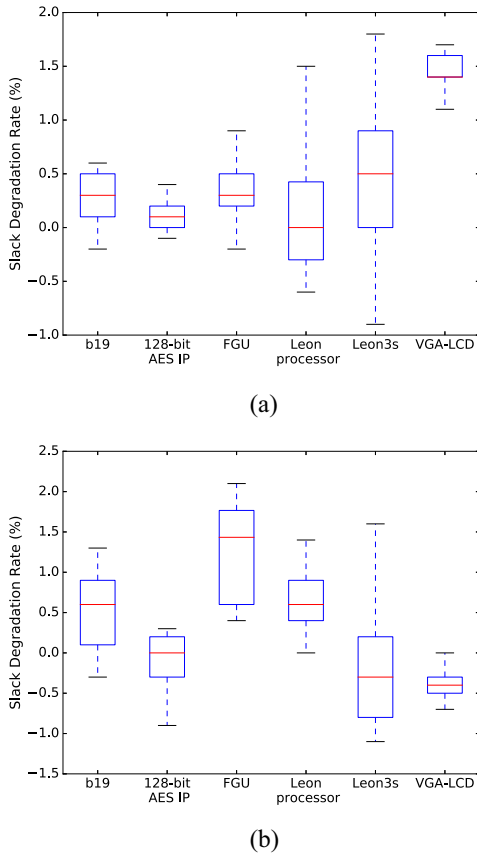 Slack Degradation Rate (%)
2.0
1.5
1.0
0.5
0.0
−0.5
−1.0
b19
128-bit
AES IP
FGU
Leon
processor
Leon3s
VGA-LCD
(a)
Slack Degradation Rate (%)
2.5
2.0
1.5
1.0
0.5
0.0
−0.5
−1.0
−1.5
b19
128-bit
AES IP
FGU
Leon
processor
Leon3s
VGA-LCD
(b)